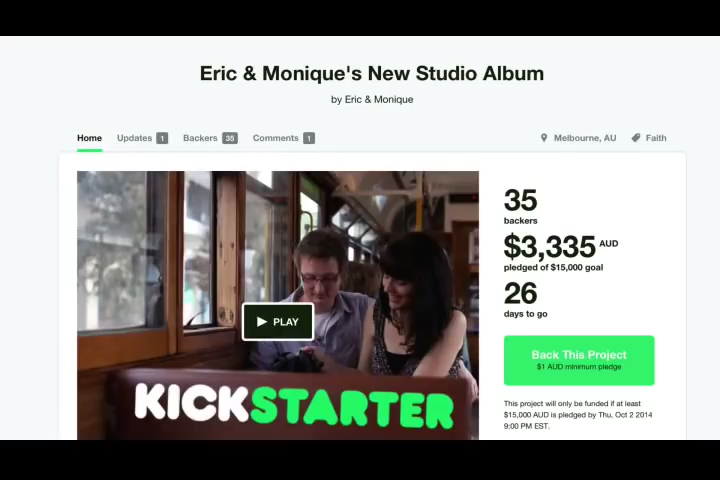 Eric & Monique's New Studio Album
by Eric & Monique
Home Updates 1 Backers 35 Comments 1 Melbourne, AU Faith
35
backers
$3,335 AUD
pledged of $15,000 goal
26
days to go
PLAY
Back This Project
$1 AUD minimum pledge
KICKSTARTER
This project will only be funded if at least
$15,000 AUD is pledged by Thu, Oct 2 2014
9:00 PM EST.